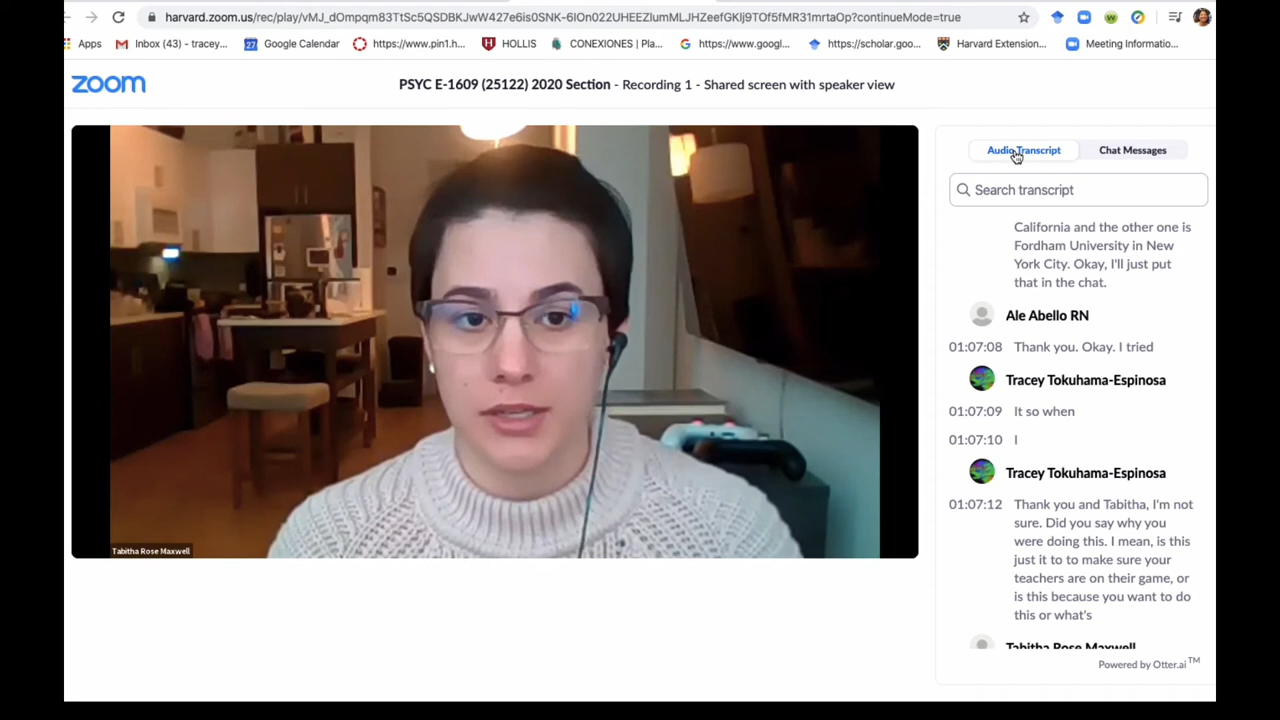 harvard.zoom.us/rec/play/vMJ_dOmpqm83TtSc5QSDBKJwW427e6is0SNK-6IOn022UHEEZlumMLJHZeefGKlj9TOf5fMR31mrtaOp?continueMode=true
Apps Inbox (43) - tracey... Google Calendar https://www.pin1.h... HOLLIS CONEXIONES | Pla... https://www.googl... https://scholar.goo... Harvard Extension... Meeting Informatio...
zoom PSYC E-1609 (25122) 2020 Section - Recording 1 - Shared screen with speaker view
Audio Transcript Chat Messages
Search transcript
California and the other one is
Fordham University in New
York City. Okay, I'll just put
that in the chat.
Ale Abello RN
01:07:08 Thank you. Okay. I tried
Tracey Tokuhama-Espinosa
01:07:09 It so when
01:07:10 I
Tracey Tokuhama-Espinosa
01:07:12 Thank you and Tabitha, I'm not
sure. Did you say why you
were doing this. I mean, is this
just it to to make sure your
teachers are on their game, or
is this because you want to do
this or what's
Tabitha Rose Maxwell
Powered by Otter.ai TM
Tabitha Rose Maxwell